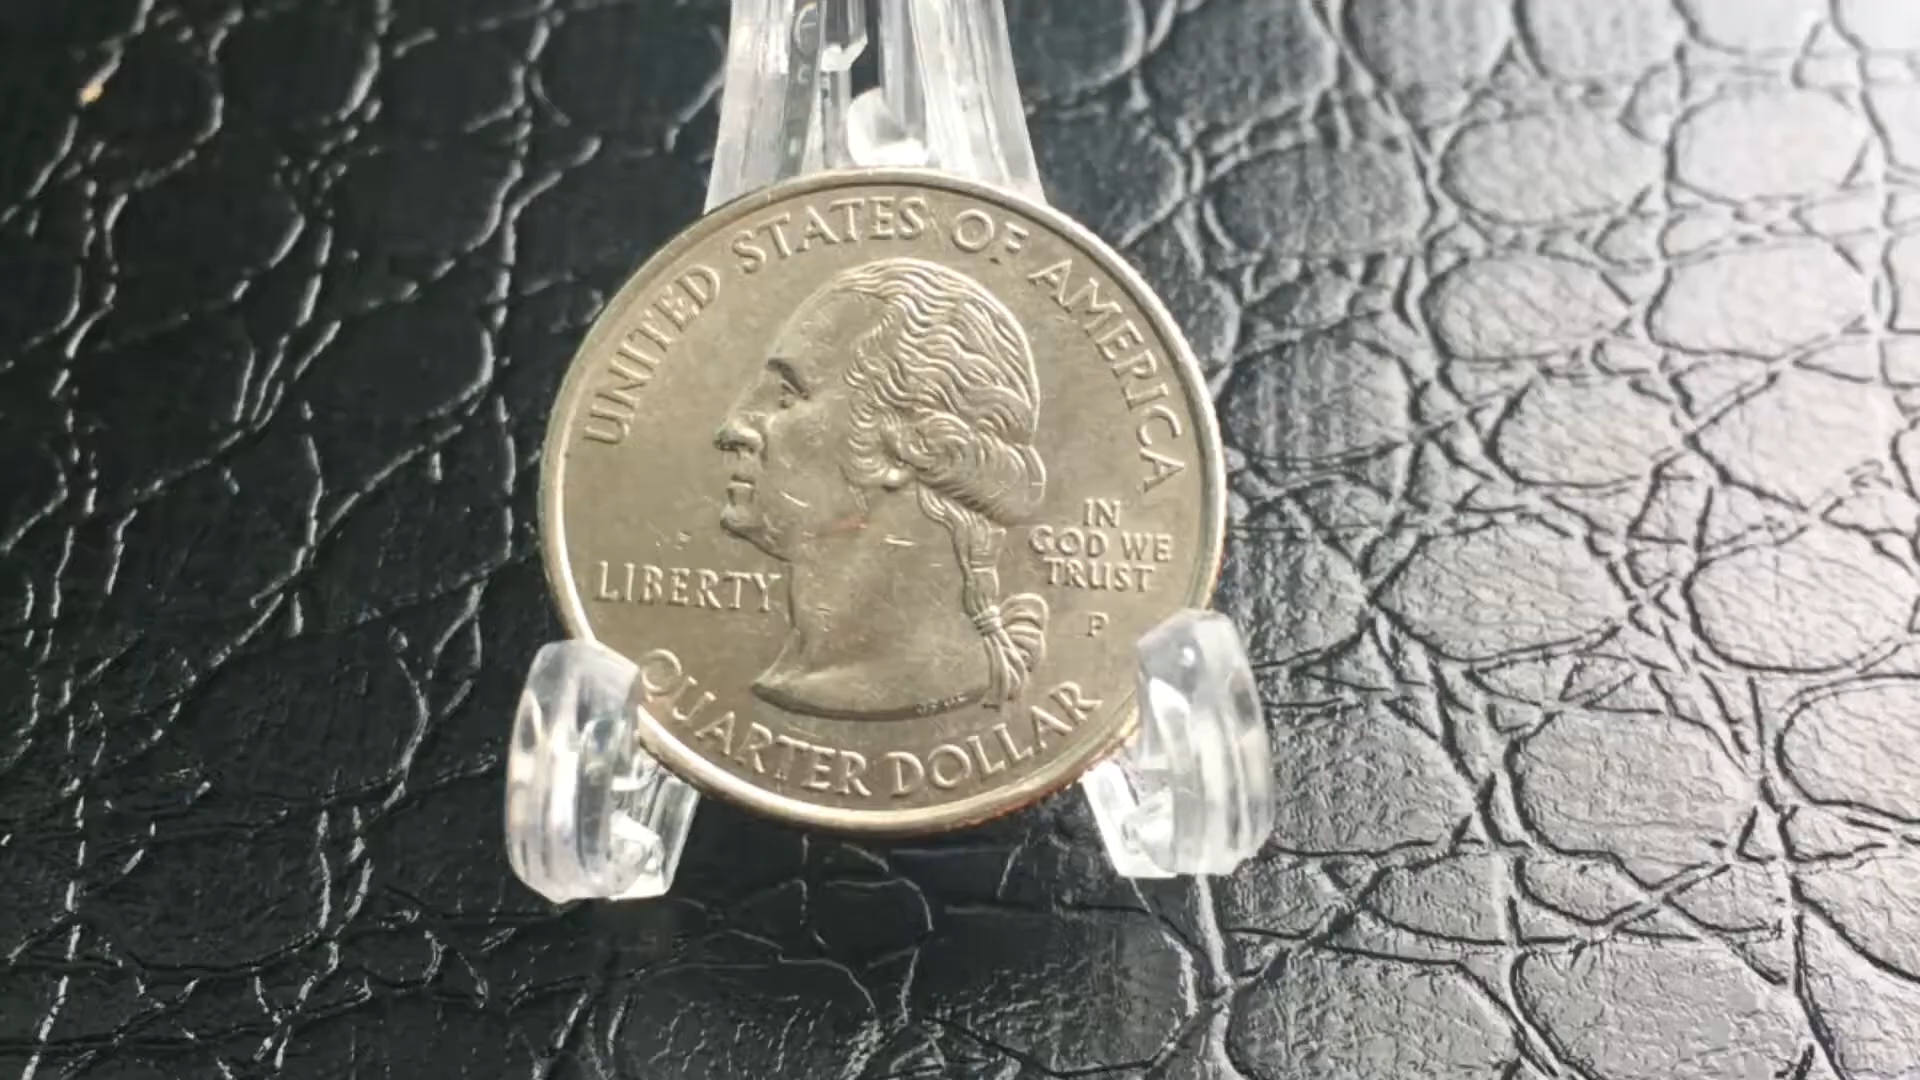 UNITED STATES OF AMERICA
LIBERTY
IN
GOD WE
TRUST
P
QUARTER DOLLAR